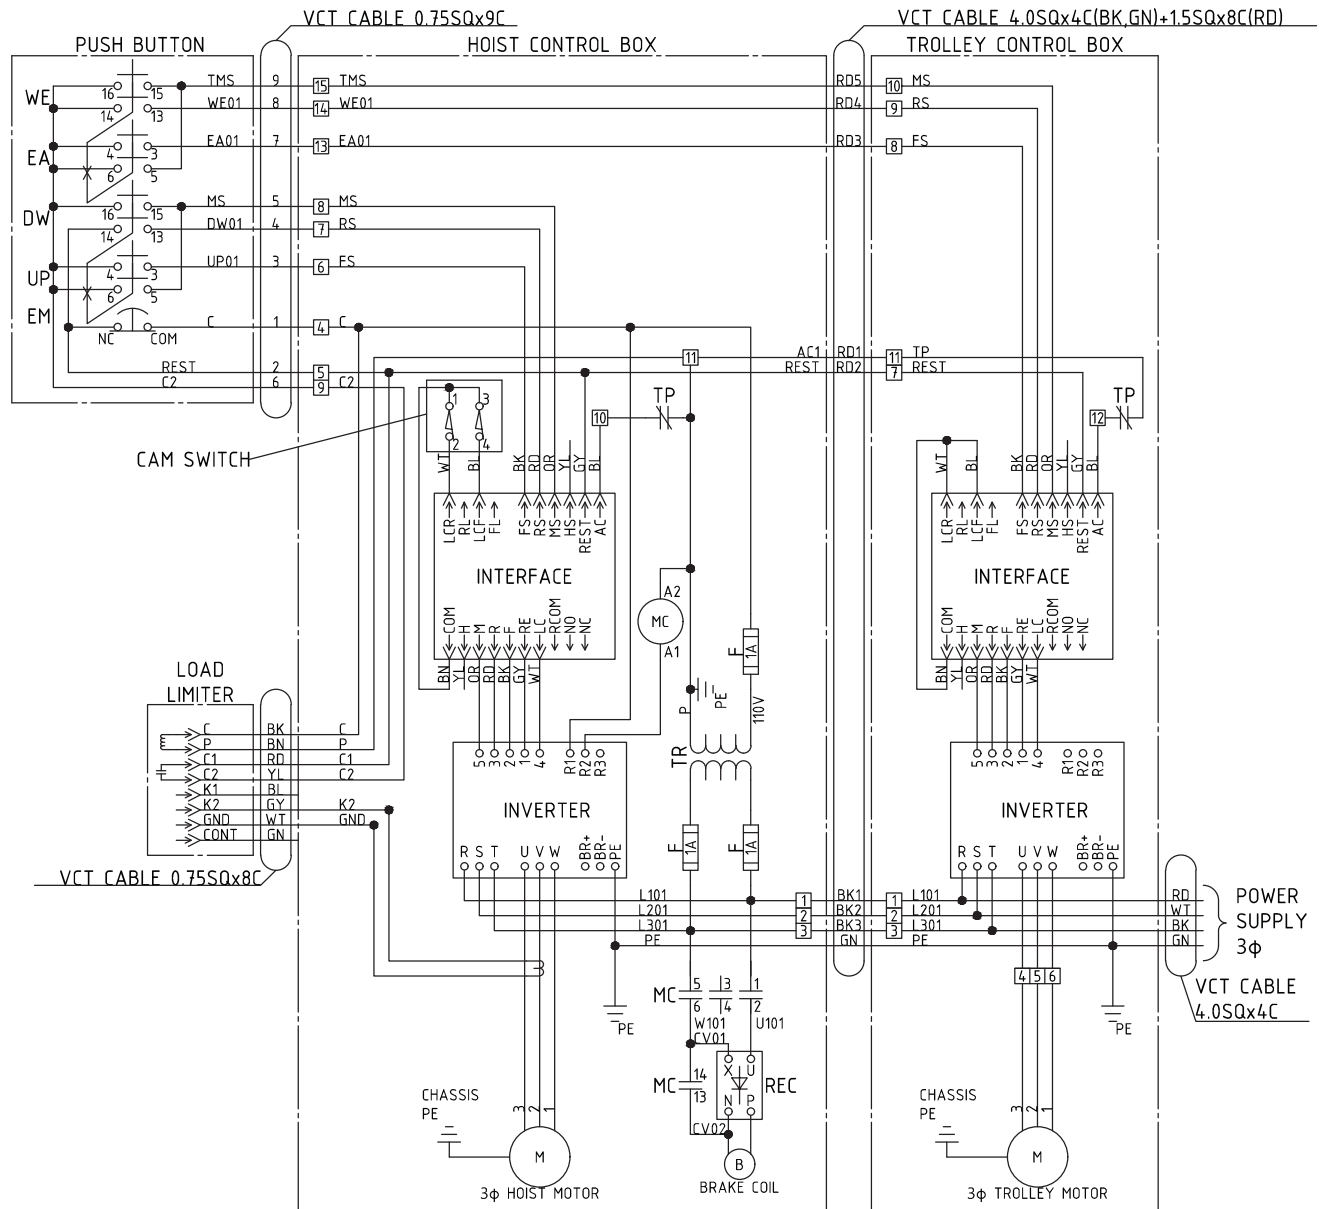 VCT CABLE 0.75SQx9C
VCT CABLE 4.0SQx4C(BK,GN)+1.5SQx8C(RD)
PUSH BUTTON
HOIST CONTROL BOX
TROLLEY CONTROL BOX
WE 16 15 TMS 9 15 TMS RD5 10 MS
14 13 WE01 8 14 WE01 RD4 9 RS
EA 4 3 EA01 7 13 EA01 RD3 8 FS
6 5
DW 16 15 MS 5 8 MS
14 13 DW01 4 7 RS
UP 4 3 UP01 3 6 FS
6 5
EM NC COM C 1 4 C
11 AC1 RD1 11 TP
REST 2 5 REST RD2 7 REST
C2 6 9 C2
TP
TP
1 3
2 4
10
12
CAM SWITCH
WT BL BK RD OR YL GY BL
WT BL BK RD OR YL GY BL
LCR RL LCF FL FS RS MS HS REST AC
LCR RL LCF FL FS RS MS HS REST AC
INTERFACE
INTERFACE
COM H M R F RE LC RCOM NO NC
COM H M R F RE LC RCOM NO NC
BN YL OR RD BK GY WT
BN YL OR RD BK GY WT
A2
MC
A1
F 1A
PE
P
110V
TR
LOAD
LIMITER
C BK C
P BN P
C1 RD C1
C2 YL C2
K1 BL
K2 GY K2
GND WT GND
CONT GN
VCT CABLE 0.75SQx8C
5 3 2 1 4 R1 R2 R3
5 3 2 1 4 R1 R2 R3
INVERTER
INVERTER
R S T U V W BR+ BR- PE
R S T U V W BR+ BR- PE
F 1A
F 1A
L101 1 BK1 1 L101 RD
L201 2 BK2 2 L201 WT
L301 3 BK3 3 L301 BK
PE GN PE GN
POWER
SUPPLY
3φ
VCT CABLE
4.0SQx4C
4 5 6
PE
PE
MC 5 3 1
6 4 2
W101 U101
CV01
MC 14
13
X U
N P
REC
CV02
B
BRAKE COIL
CHASSIS
PE
3 2 1
M
3φ HOIST MOTOR
CHASSIS
PE
3 2 1
M
3φ TROLLEY MOTOR